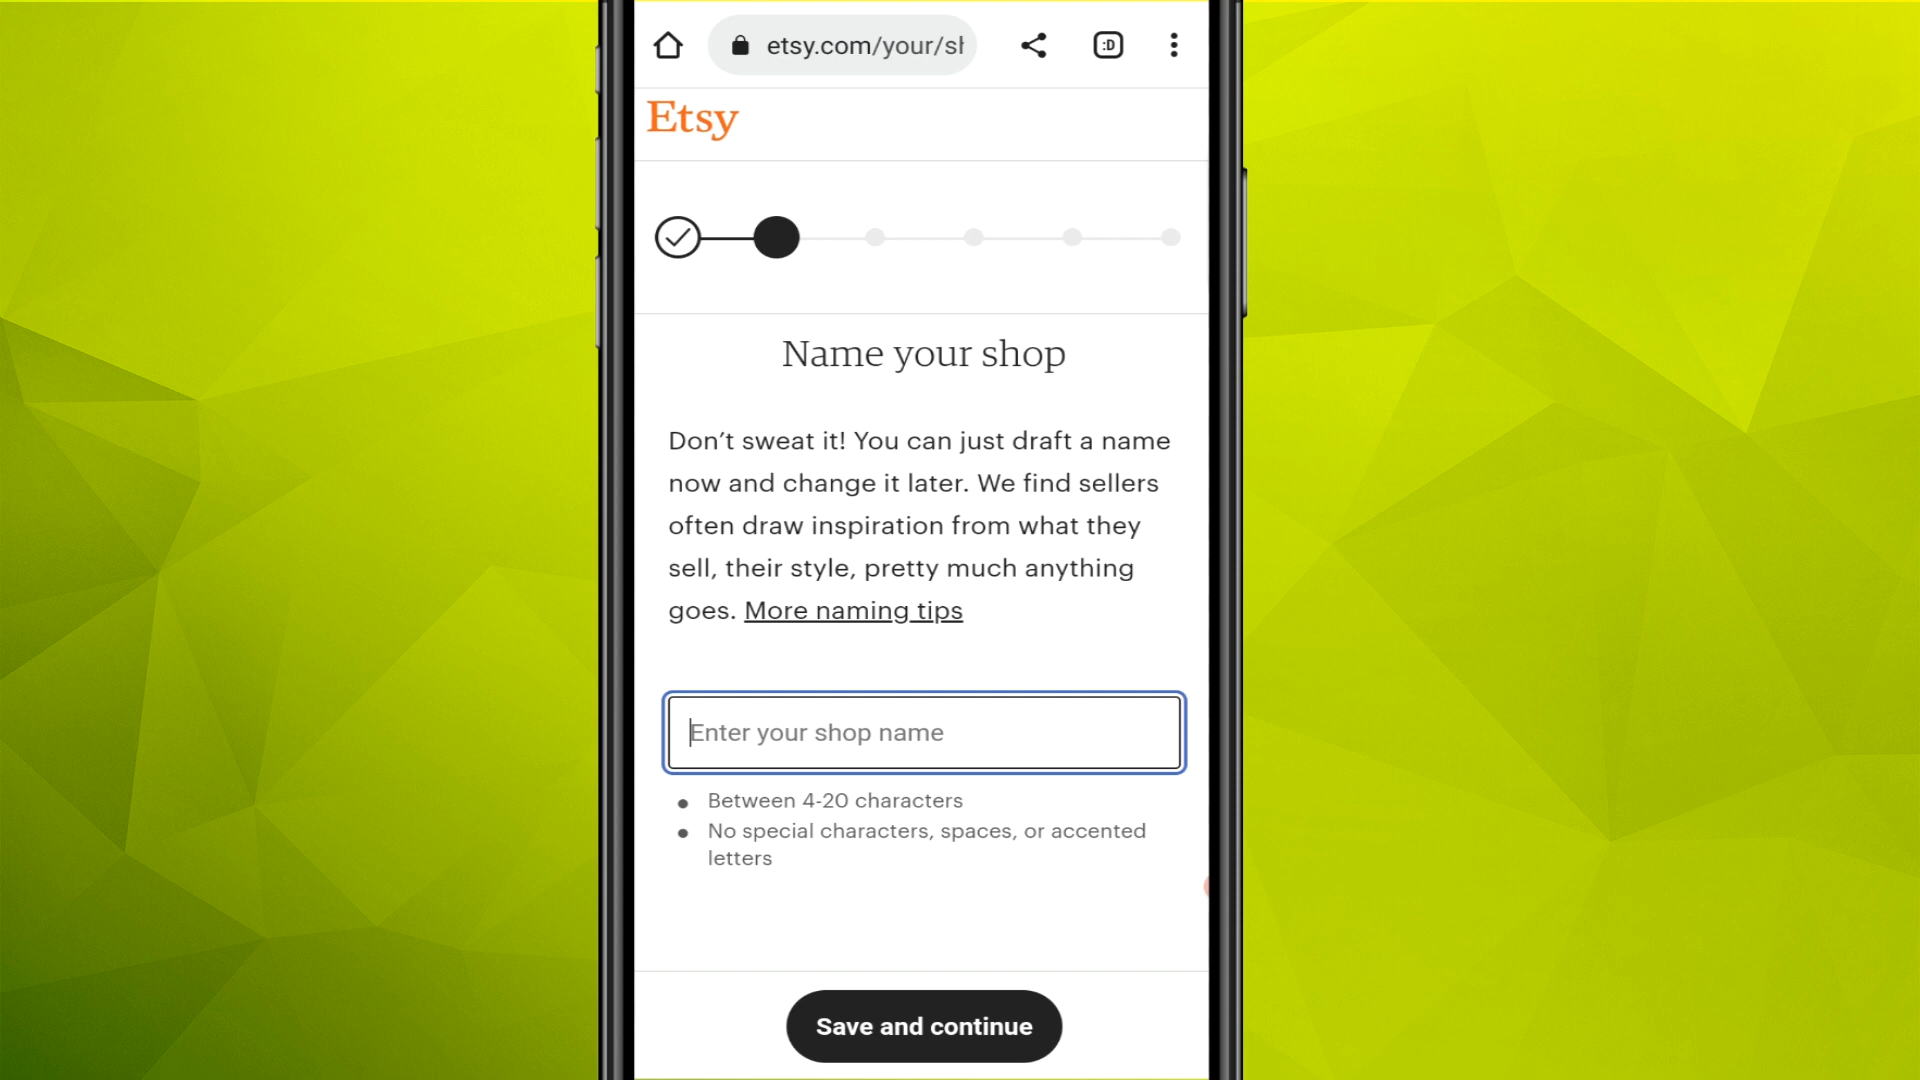 etsy.com/your/sh
:D
Etsy
Name your shop
Don’t sweat it! You can just draft a name
now and change it later. We find sellers
often draw inspiration from what they
sell, their style, pretty much anything
goes. More naming tips
Enter your shop name
Between 4-20 characters
No special characters, spaces, or accented
letters
Save and continue